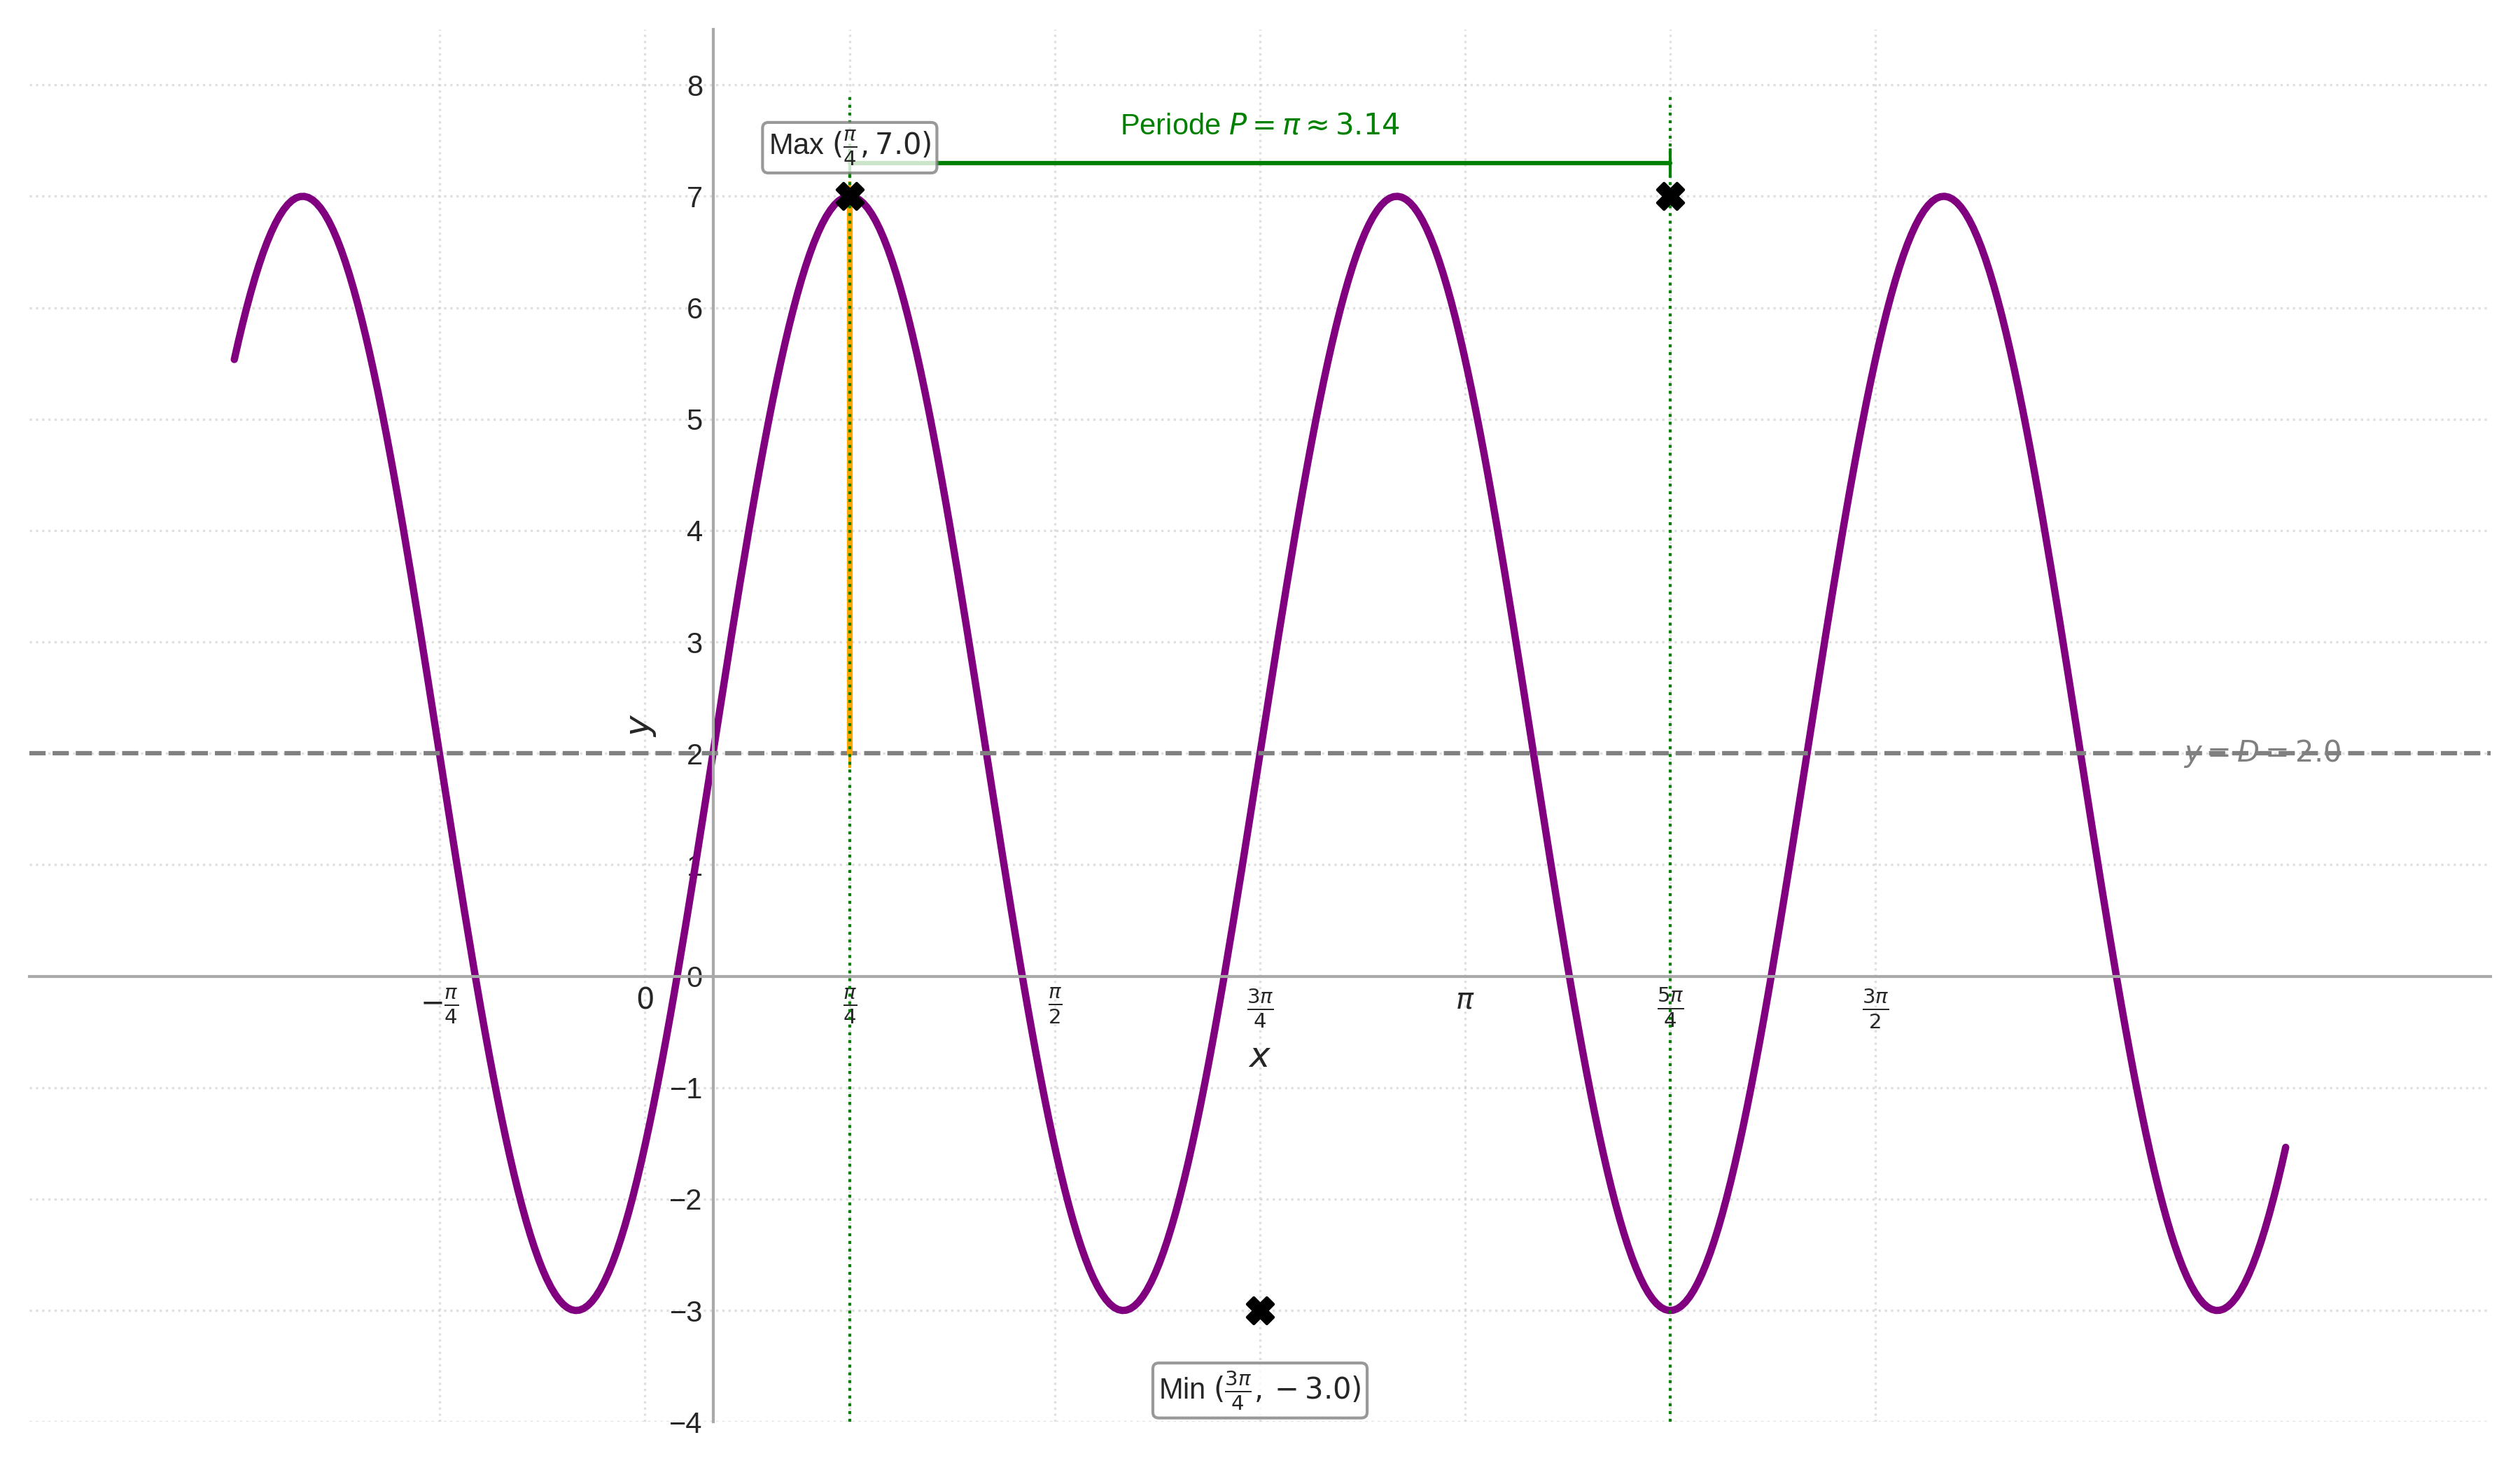 8
Periode P = π ≈ 3.14
Max (π/4, 7.0)
7
6
5
4
3
y
2
y = D = 2.0
1
0
−π/4
0
π/4
π/2
3π/4
π
5π/4
3π/2
x
−1
−2
−3
Min (3π/4, −3.0)
−4